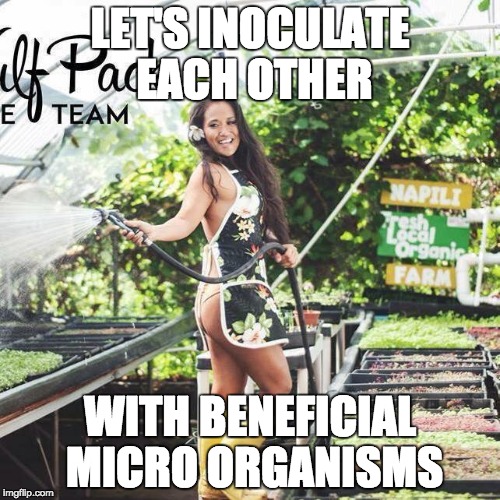 LET'S INOCULATE
EACH OTHER
E TEAM
NAPILI
Fresh
Local
Organic
FARM
WITH BENEFICIAL
MICRO ORGANISMS
imgflip.com